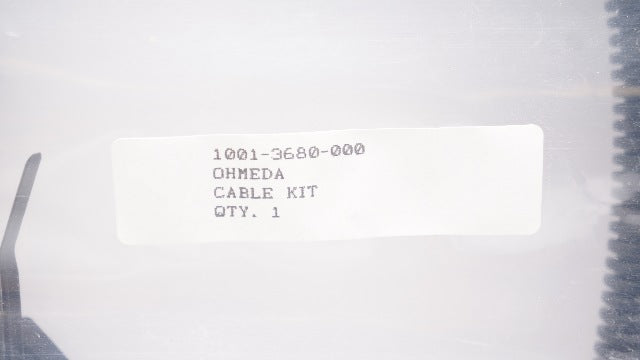 1001-3680-000
OHMEDA
CABLE KIT
QTY. 1